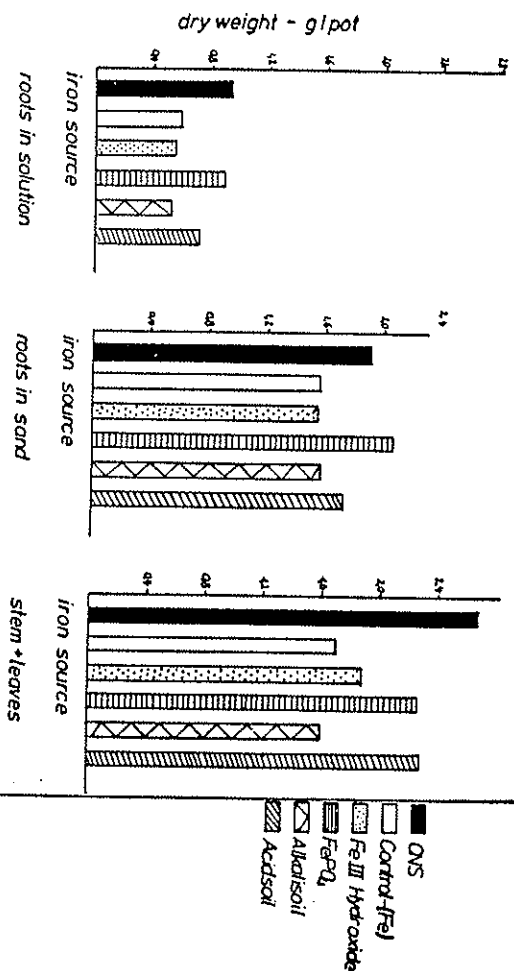 dry weight - g/pot
iron source
roots in solution
iron source
roots in sand
iron source
stem+leaves
CNS
Control-(Fe)
Fe III Hydroxide
FePO₄
Alkalisoil
Acidsoil